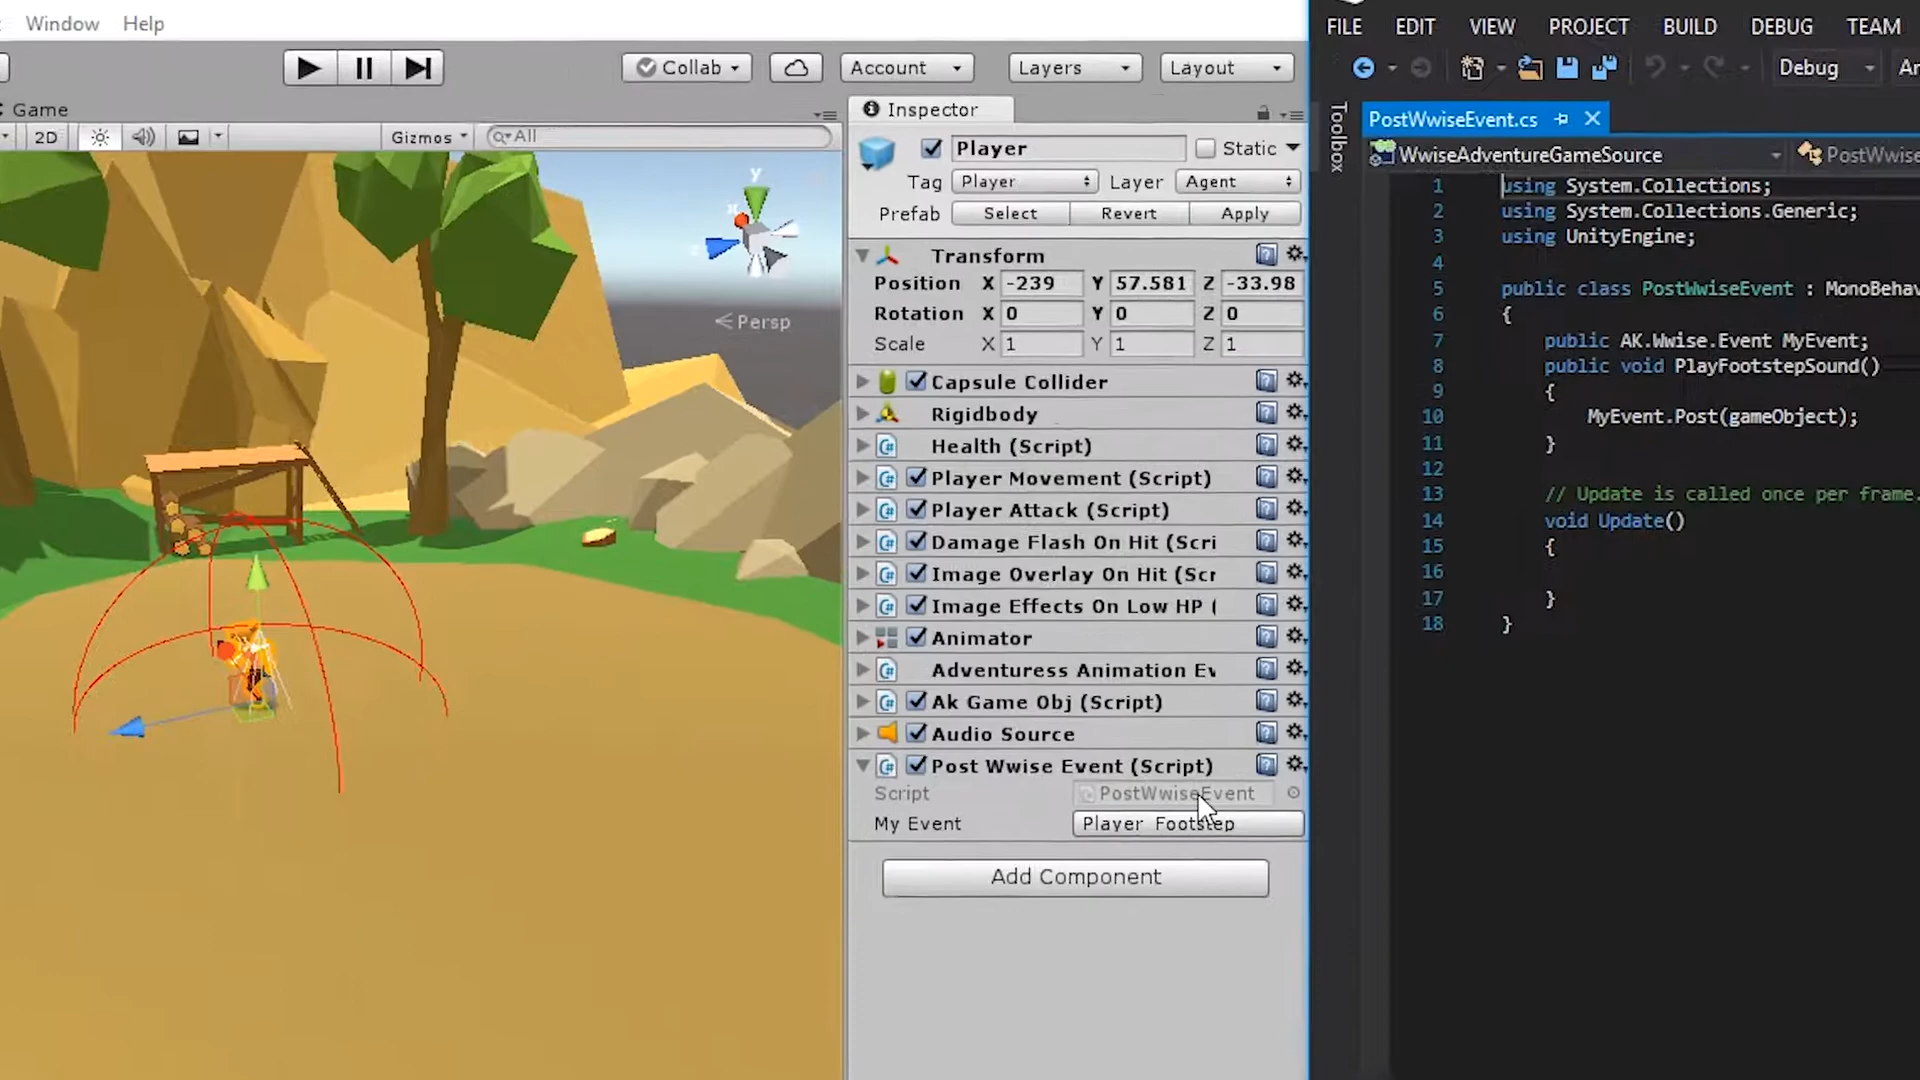 Window Help
Collab
Account
Layers
Layout
Game
2D
Gizmos
All
y
x
z
Persp
Inspector
Player
Static
Tag Player Layer Agent
Prefab Select Revert Apply
Transform
Position X -239 Y 57.581 Z -33.98
Rotation X 0 Y 0 Z 0
Scale X 1 Y 1 Z 1
Capsule Collider
Rigidbody
Health (Script)
Player Movement (Script)
Player Attack (Script)
Damage Flash On Hit (Scri
Image Overlay On Hit (Scr
Image Effects On Low HP (
Animator
Adventuress Animation Ev
Ak Game Obj (Script)
Audio Source
Post Wwise Event (Script)
Script PostWwiseEvent
My Event Player_Footstep
Add Component
FILE EDIT VIEW PROJECT BUILD DEBUG TEAM
Debug An
Toolbox
PostWwiseEvent.cs
WwiseAdventureGameSource PostWwise
1 using System.Collections;
2 using System.Collections.Generic;
3 using UnityEngine;
4
5 public class PostWwiseEvent : MonoBehav
6 {
7 public AK.Wwise.Event MyEvent;
8 public void PlayFootstepSound()
9 {
10 MyEvent.Post(gameObject);
11 }
12
13 // Update is called once per frame.
14 void Update()
15 {
16
17 }
18 }